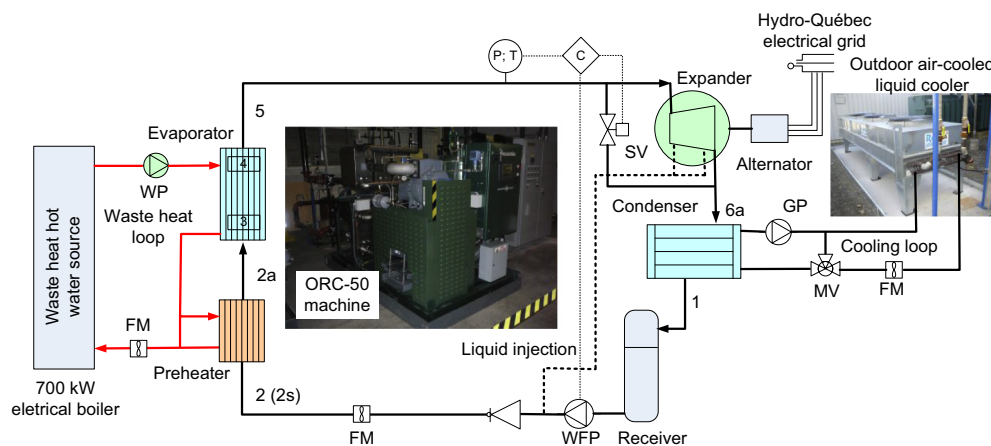 Hydro-Québec
electrical grid
Outdoor air-cooled
liquid cooler
P; T
C
Expander
5
Evaporator
4
SV
Alternator
WP
3
Waste heat
loop
Waste heat hot
water source
Condenser
6a
GP
Cooling loop
2a
ORC-50
machine
1
MV
FM
FM
Liquid injection
Preheater
700 kW
eletrical boiler
2 (2s)
FM
WFP
Receiver